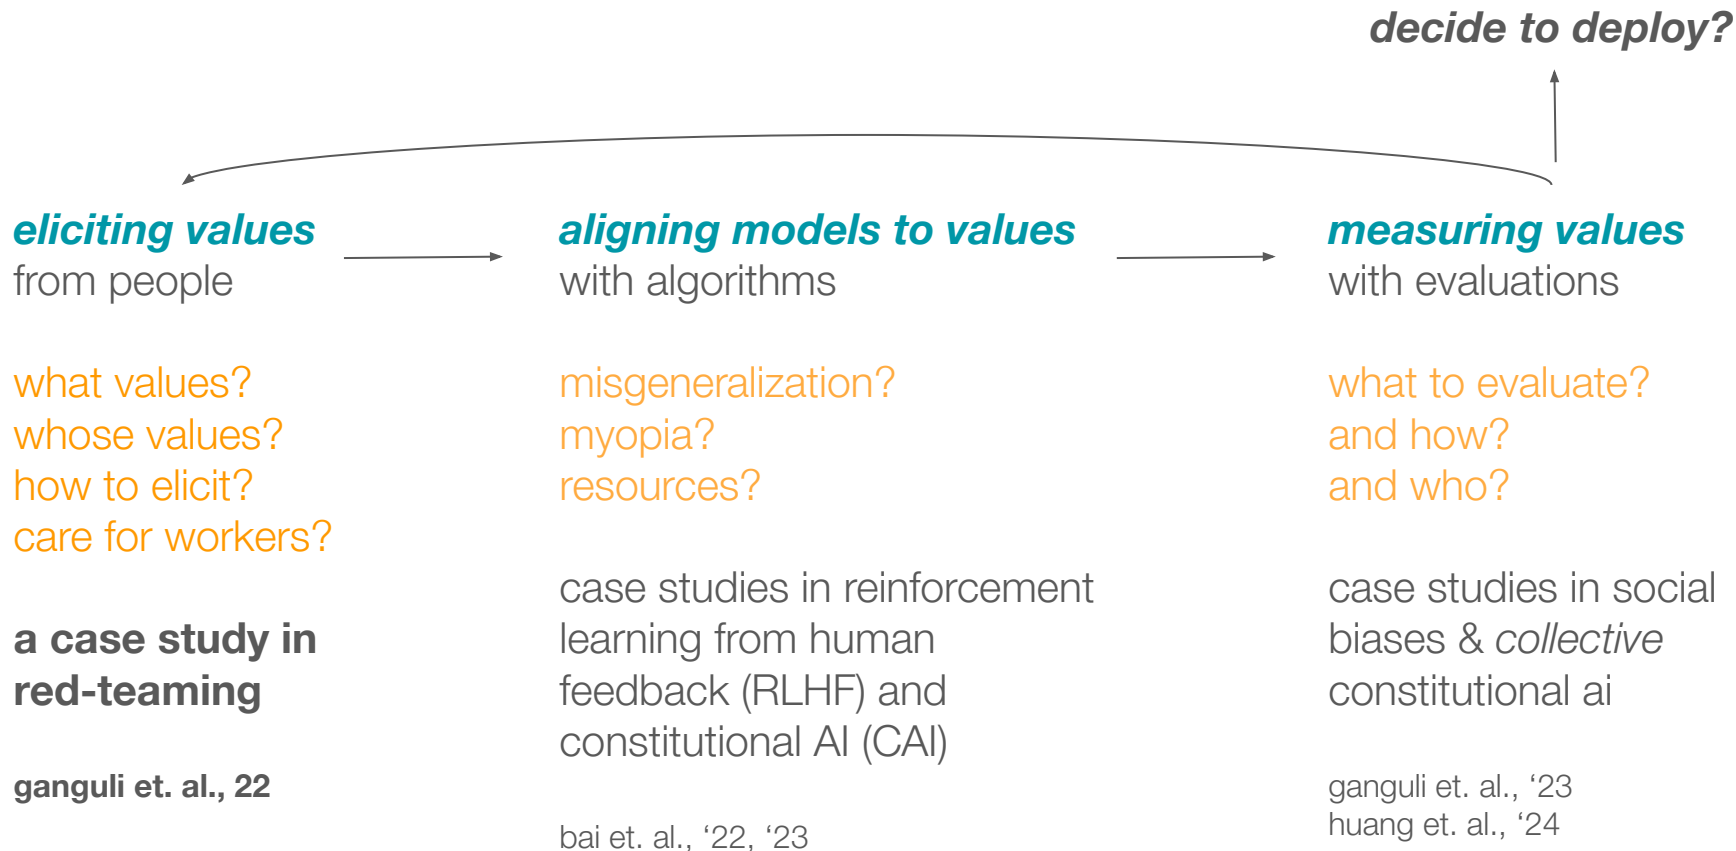 decide to deploy?
eliciting values
from people
what values?
whose values?
how to elicit?
care for workers?
a case study in
red-teaming
ganguli et. al., 22
aligning models to values
with algorithms
misgeneralization?
myopia?
resources?
case studies in reinforcement
learning from human
feedback (RLHF) and
constitutional AI (CAI)
bai et. al., ‘22, ‘23
measuring values
with evaluations
what to evaluate?
and how?
and who?
case studies in social
biases & collective
constitutional ai
ganguli et. al., ‘23
huang et. al., ‘24